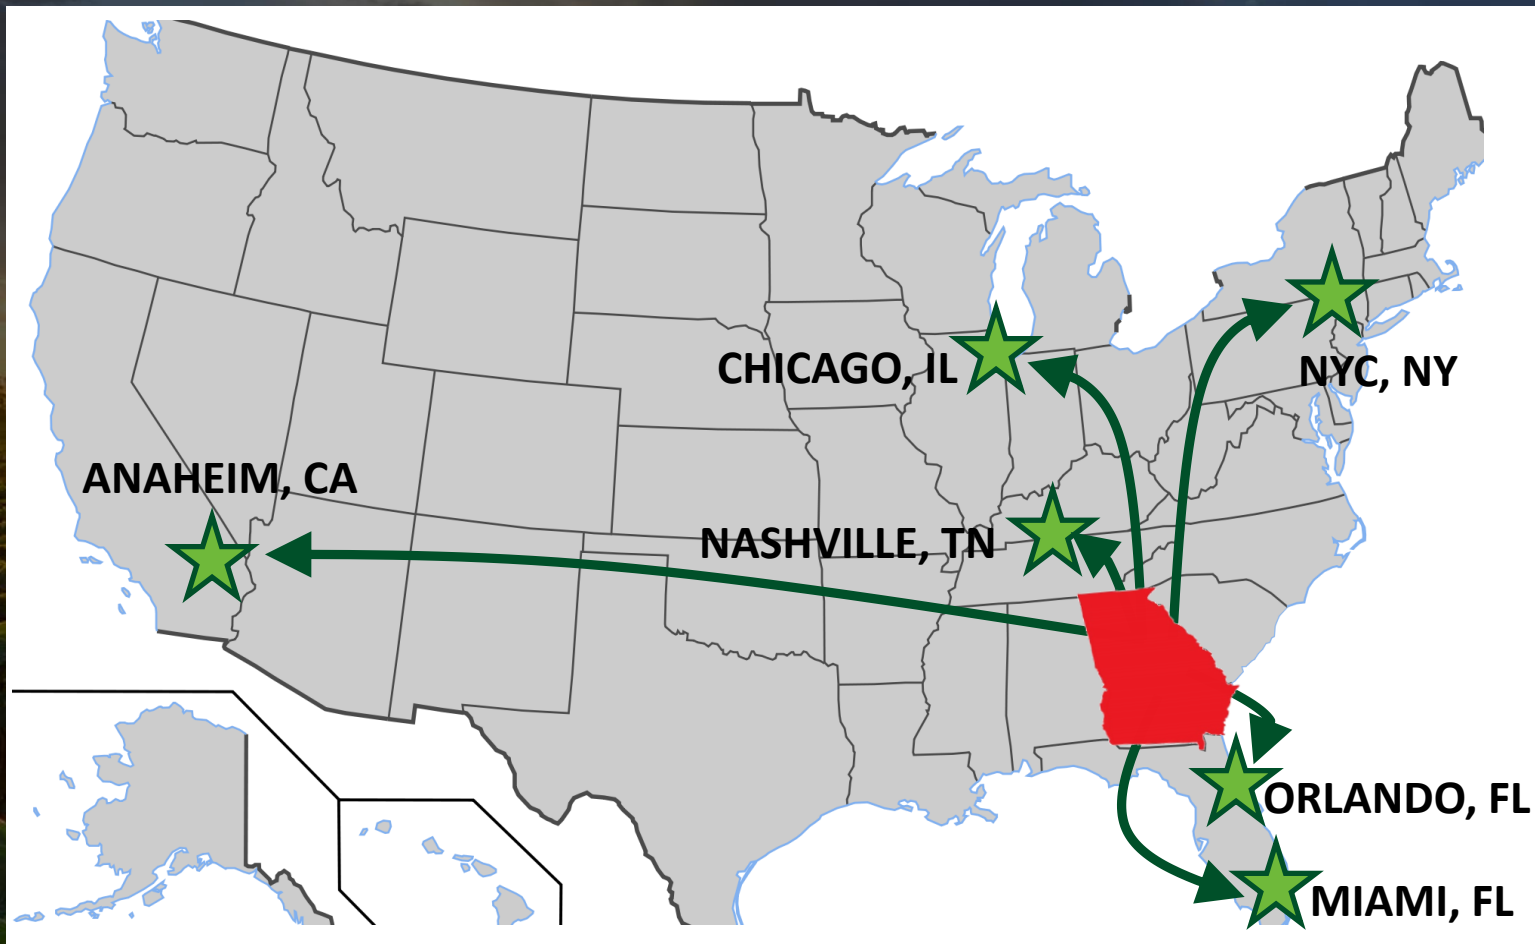 CHICAGO, IL
NYC, NY
ANAHEIM, CA
NASHVILLE, TN
ORLANDO, FL
MIAMI, FL